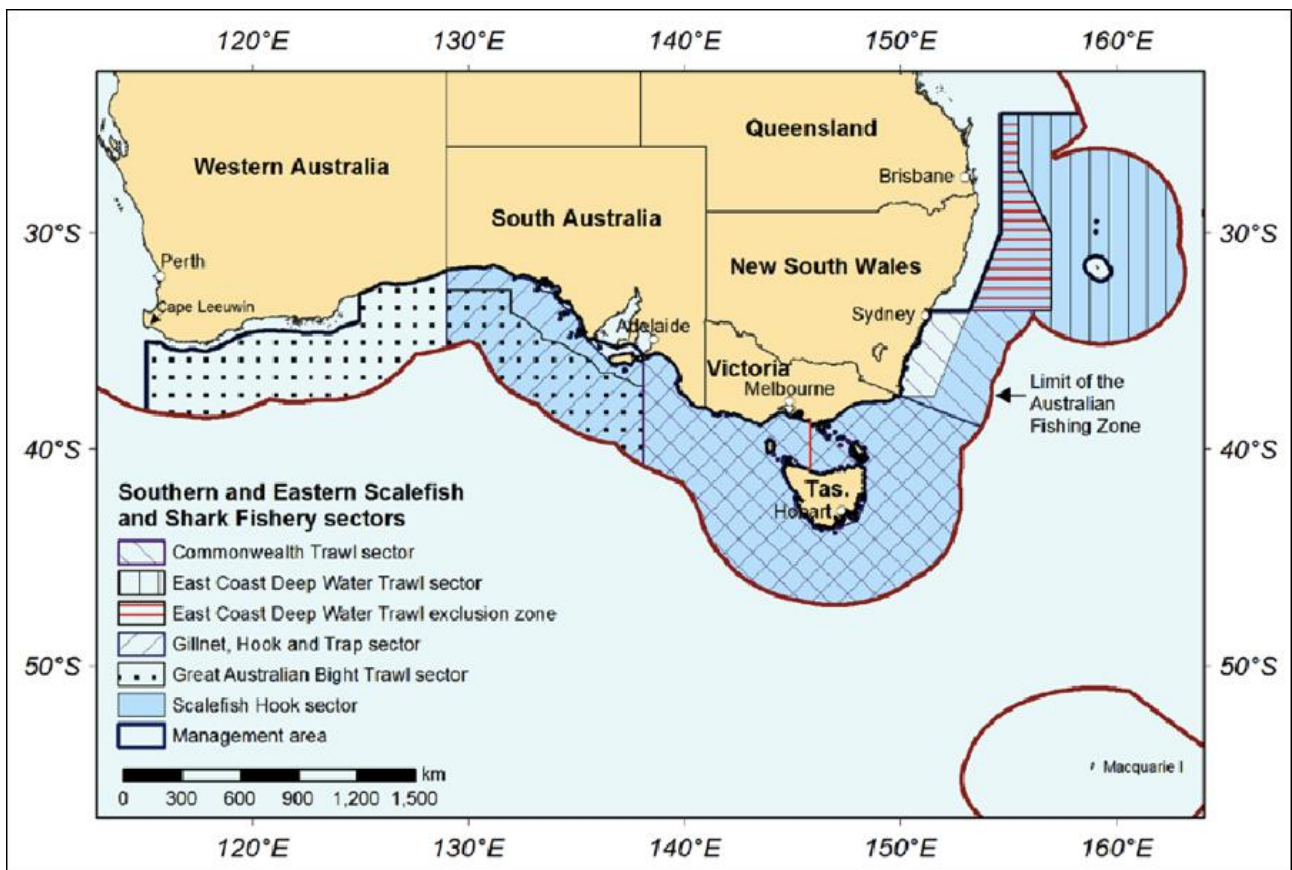 120°E 130°E 140°E 150°E 160°E
Queensland
Western Australia
Brisbane
South Australia
30°S 30°S
New South Wales
Perth
Cape Leeuwin
Sydney
Adelaide
Victoria
Melbourne
Limit of the
Australian
Fishing Zone
40°S 40°S
Tas.
Hobart
Southern and Eastern Scalefish
and Shark Fishery sectors
Commonwealth Trawl sector
East Coast Deep Water Trawl sector
East Coast Deep Water Trawl exclusion zone
Gillnet, Hook and Trap sector
Great Australian Bight Trawl sector
Scalefish Hook sector
Management area
50°S 50°S
km
0 300 600 900 1,200 1,500
Macquarie I
120°E 130°E 140°E 150°E 160°E